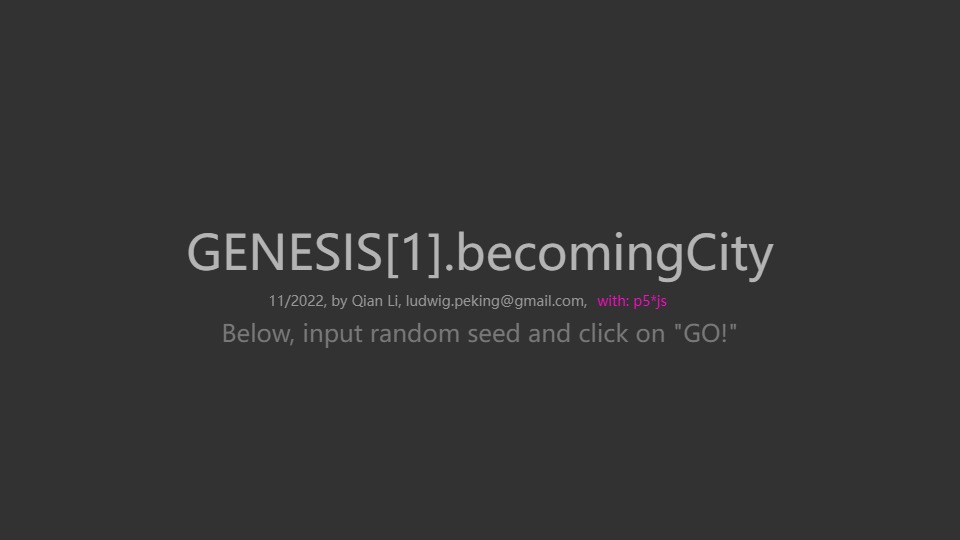 GENESIS[1].becomingCity
11/2022, by Qian Li, ludwig.peking@gmail.com, with: p5*js
Below, input random seed and click on "GO!"